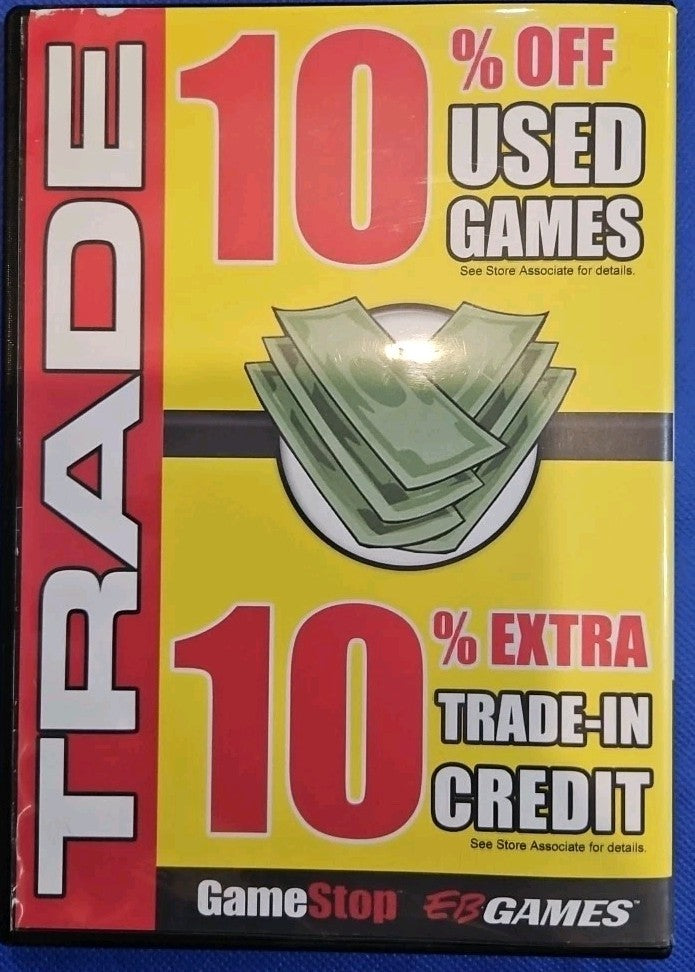 TRADE
10% OFF
USED
GAMES
See Store Associate for details.
10% EXTRA
TRADE-IN
CREDIT
See Store Associate for details.
GameStop EB GAMES™